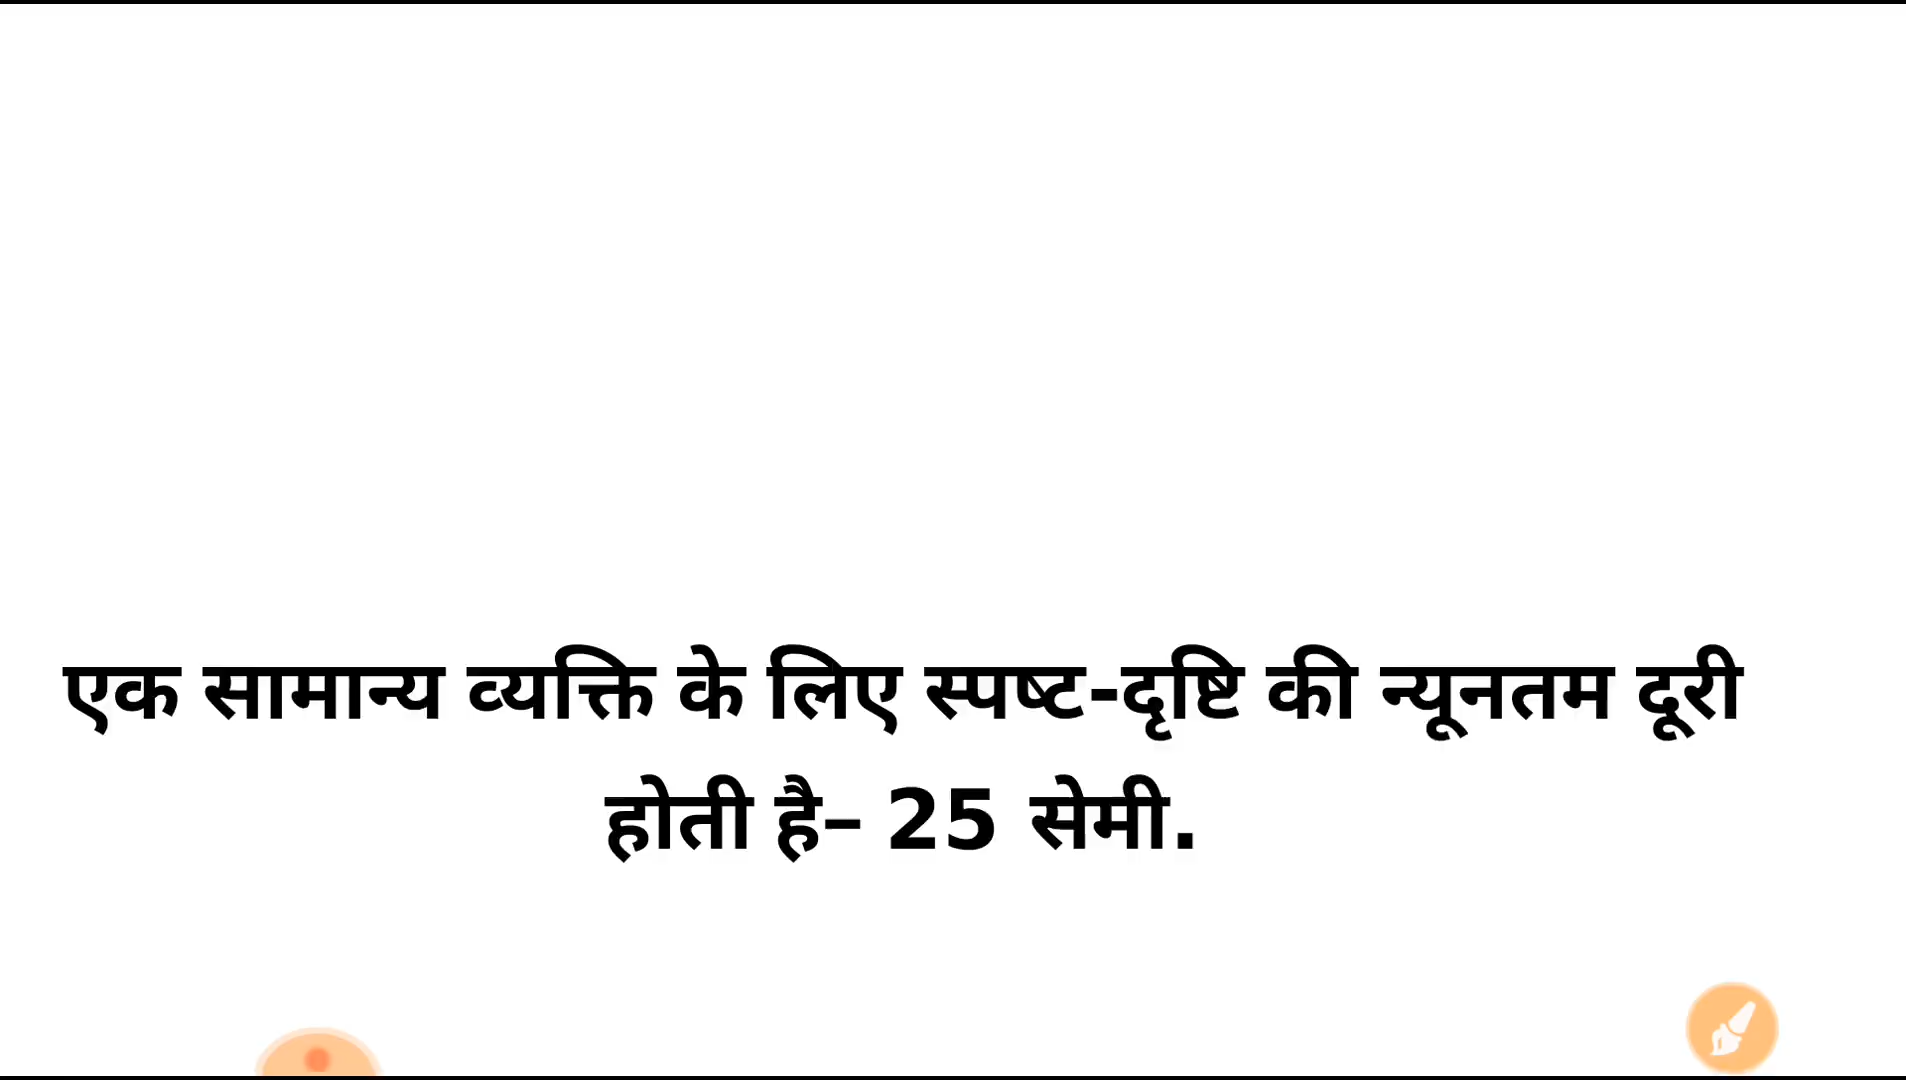 एक सामान्य व्यक्ति के लिए स्पष्ट-दृष्टि की न्यूनतम दूरी
होती है– 25 सेमी.